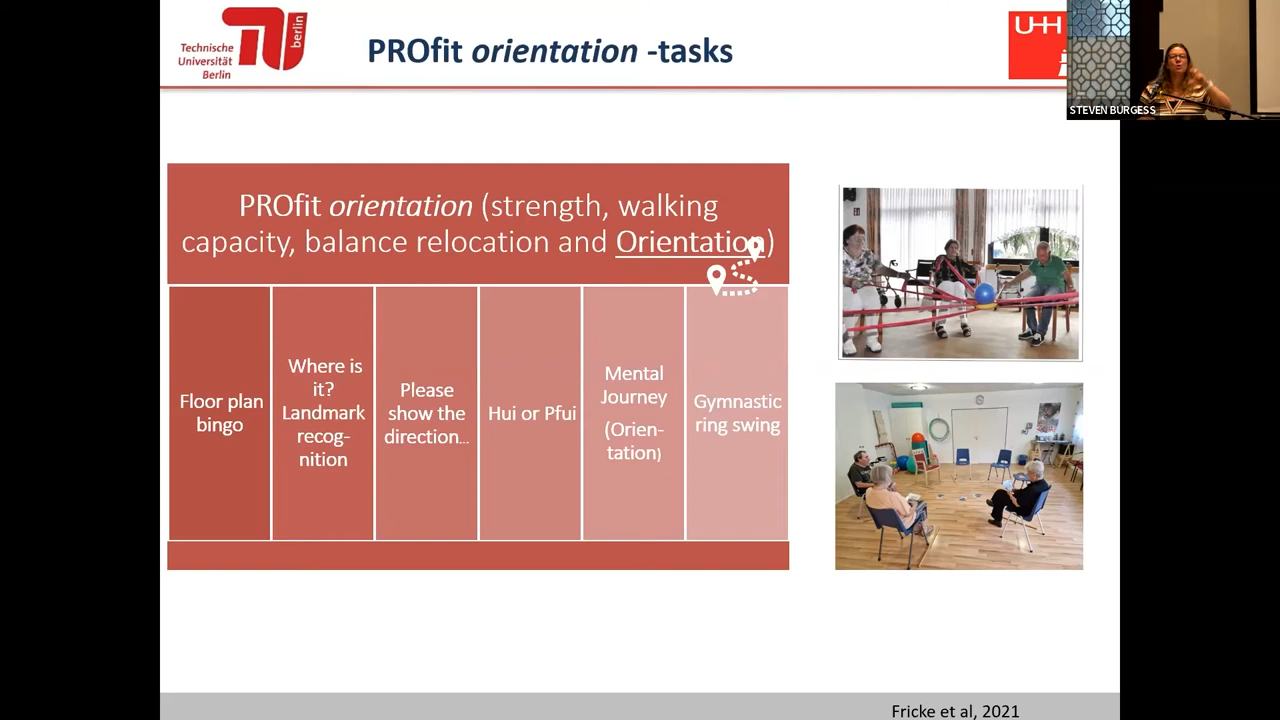 Technische
Universität
Berlin
berlin
PROfit orientation -tasks
UHH
STEVEN BURGESS
PROfit orientation (strength, walking
capacity, balance relocation and Orientation)
Floor plan
bingo
Where is
it?
Landmark
recog-
nition
Please
show the
direction...
Hui or Pfui
Mental
Journey
(Orien-
tation)
Gymnastic
ring swing
Fricke et al, 2021